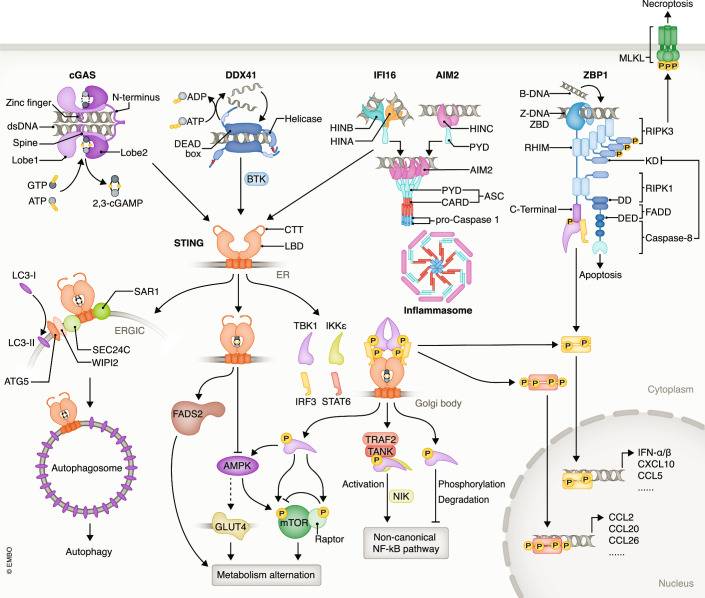 Necroptosis
MLKL
P P P
cGAS
DDX41
IFI16
AIM2
ZBP1
Zinc finger
N-terminus
dsDNA
Spine
Lobe1
Lobe2
GTP
ATP
2,3-cGAMP
ADP
ATP
Helicase
DEAD
box
BTK
HINB
HINA
HINC
PYD
AIM2
PYD
CARD
ASC
pro-Caspase 1
Inflammasome
B-DNA
Z-DNA
ZBD
RHIM
RIPK3
P
P
KD
RIPK1
C-Terminal
DD
DED
FADD
Caspase-8
P
Apoptosis
STING
CTT
LBD
ER
LC3-I
SAR1
ERGIC
LC3-II
SEC24C
WIPI2
ATG5
TBK1
IKKε
IRF3
STAT6
P P
P P
Golgi body
P P
P P
Cytoplasm
FADS2
AMPK
P
TRAF2
TANK
P
P
Activation
NIK
Phosphorylation
Degradation
Autophagosome
GLUT4
P
mTOR
P
Raptor
Non-canonical
NF-kB pathway
Autophagy
Metabolism alternation
IFN-α/β
CXCL10
CCL5
......
P P
CCL2
CCL20
CCL26
......
P P
Nucleus
© EMBO